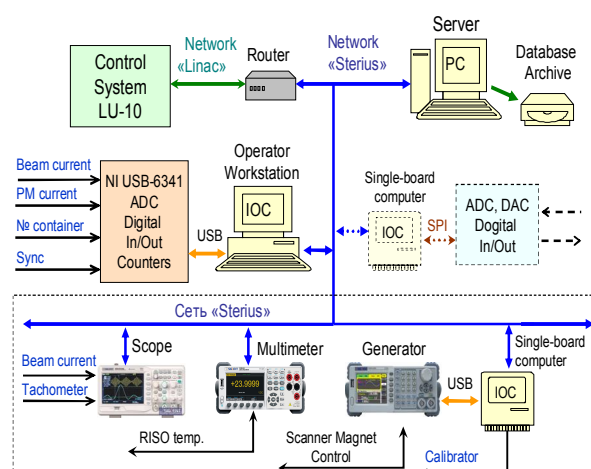 Control
System
LU-10
Network
«Linac»
Router
Network
«Sterius»
Server
PC
Database
Archive
Beam current
PM current
№ container
Sync
NI USB-6341
ADC
Digital
In/Out
Counters
USB
Operator
Workstation
IOC
Single-board
computer
IOC
SPI
ADC, DAC
Dogital
In/Out
Сеть «Sterius»
Beam current
Tachometer
Scope
Multimeter
+23.9999
Generator
USB
Single-board
computer
IOC
RISO temp.
Scanner Magnet
Control
Calibrator